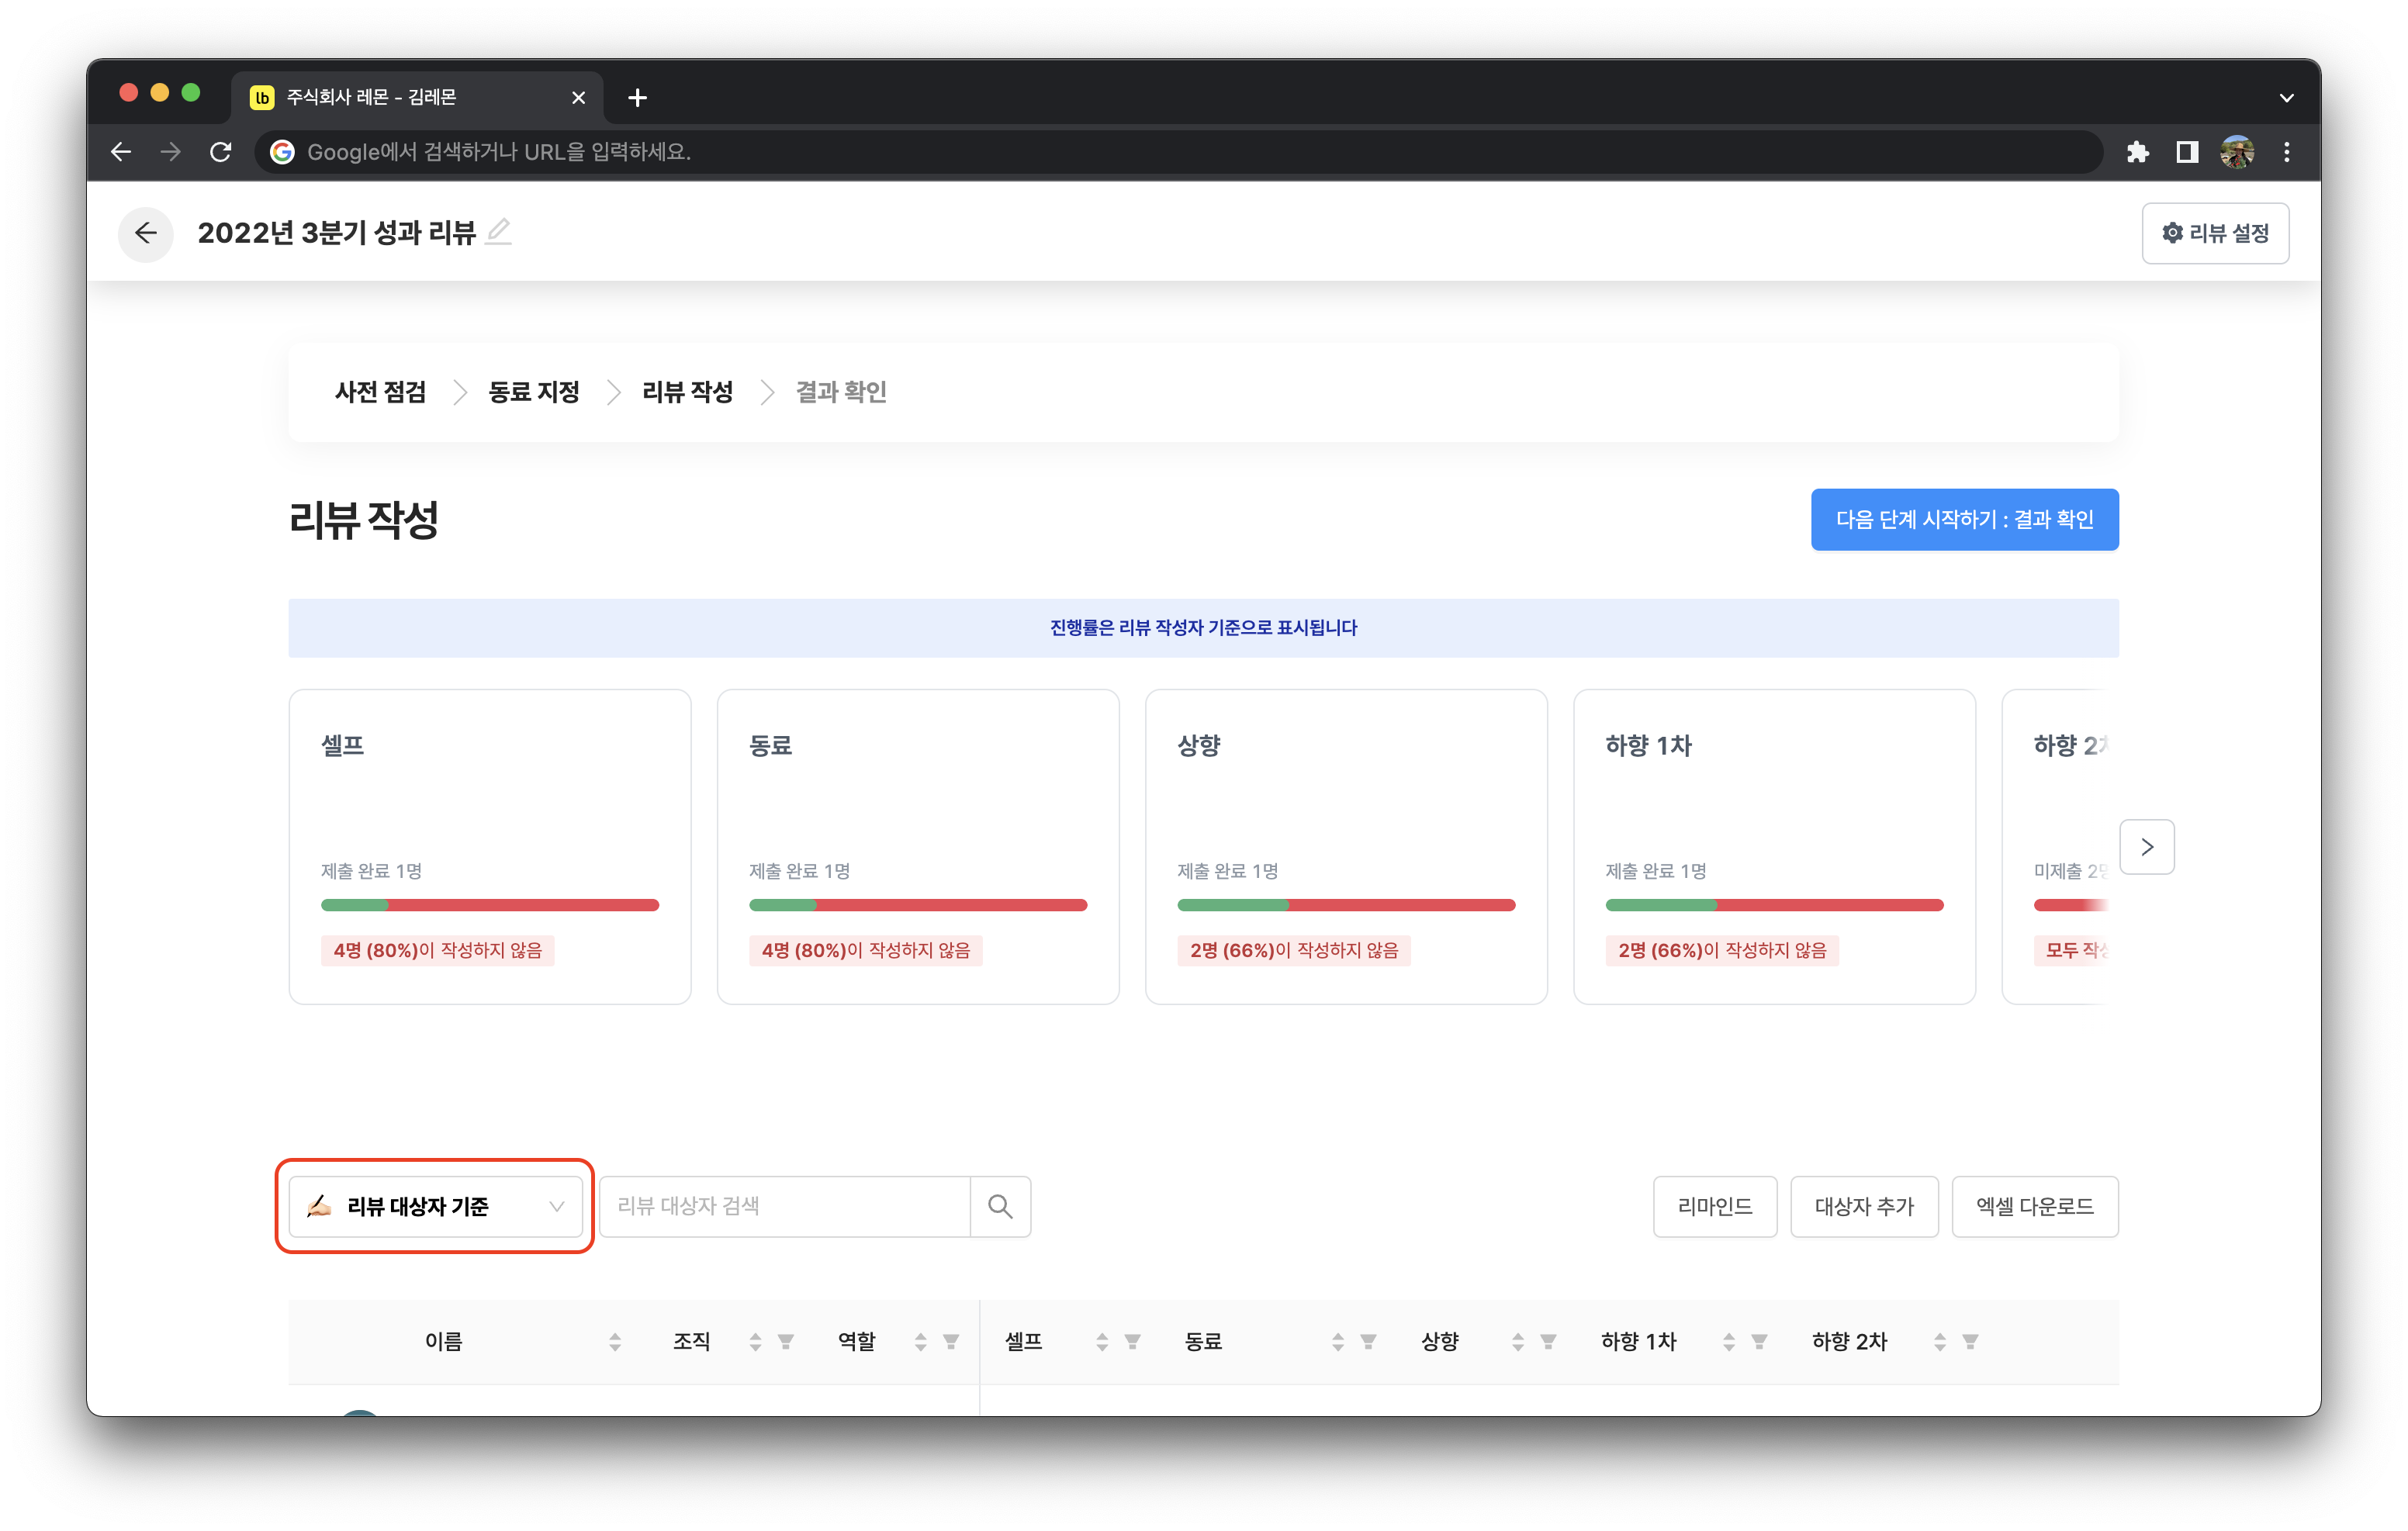 lb 주식회사 레몬 - 김레몬
Google에서 검색하거나 URL을 입력하세요.
2022년 3분기 성과 리뷰
리뷰 설정
사전 점검 동료 지정 리뷰 작성 결과 확인
리뷰 작성
다음 단계 시작하기 : 결과 확인
진행률은 리뷰 작성자 기준으로 표시됩니다
셀프
제출 완료 1명
4명 (80%)이 작성하지 않음
동료
제출 완료 1명
4명 (80%)이 작성하지 않음
상향
제출 완료 1명
2명 (66%)이 작성하지 않음
하향 1차
제출 완료 1명
2명 (66%)이 작성하지 않음
하향 2차
미제출 2명
모두
리뷰 대상자 기준
리뷰 대상자 검색
리마인드 대상자 추가 엑셀 다운로드
이름 조직 역할 셀프 동료 상향 하향 1차 하향 2차